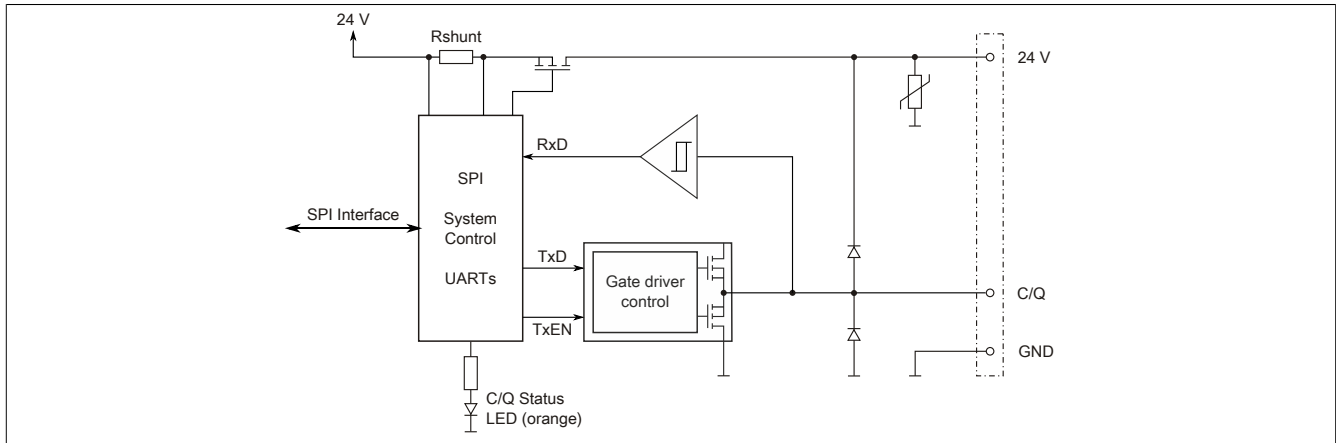 24 V
Rshunt
24 V
RxD
SPI
System
Control
UARTs
SPI Interface
TxD
TxEN
Gate driver
control
C/Q
GND
C/Q Status
LED (orange)